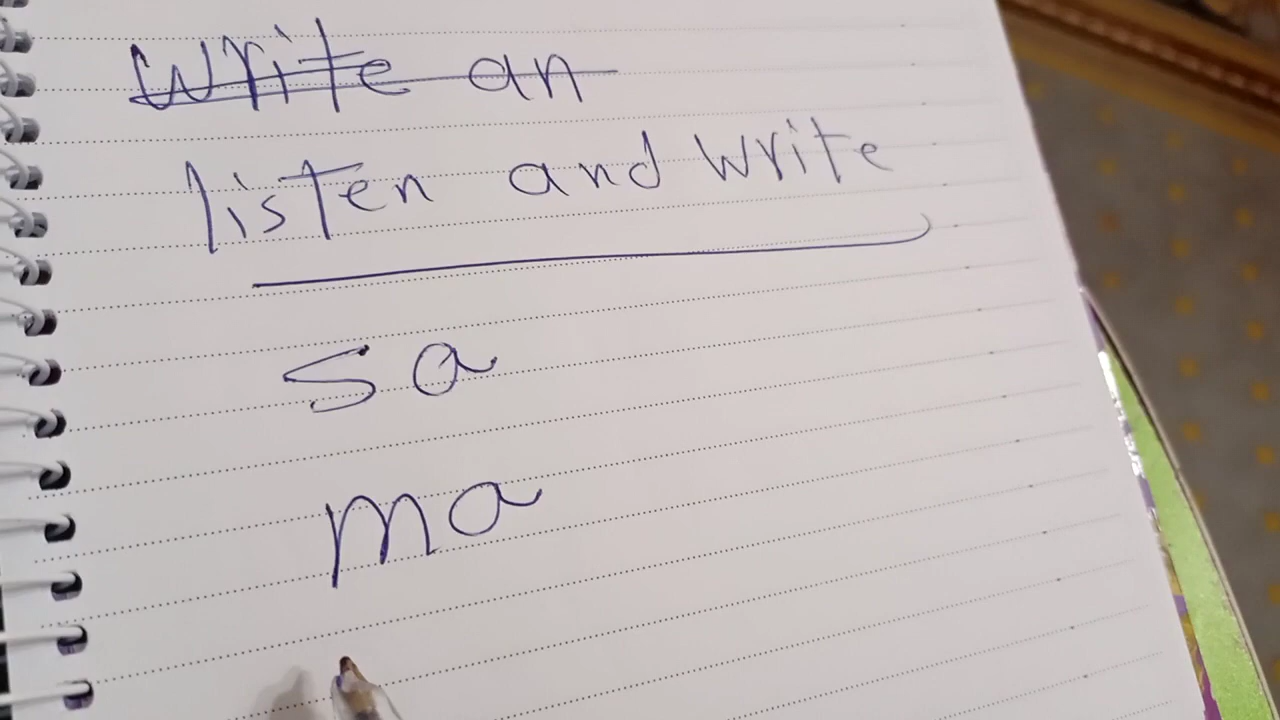 write an
listen and write
sa
ma